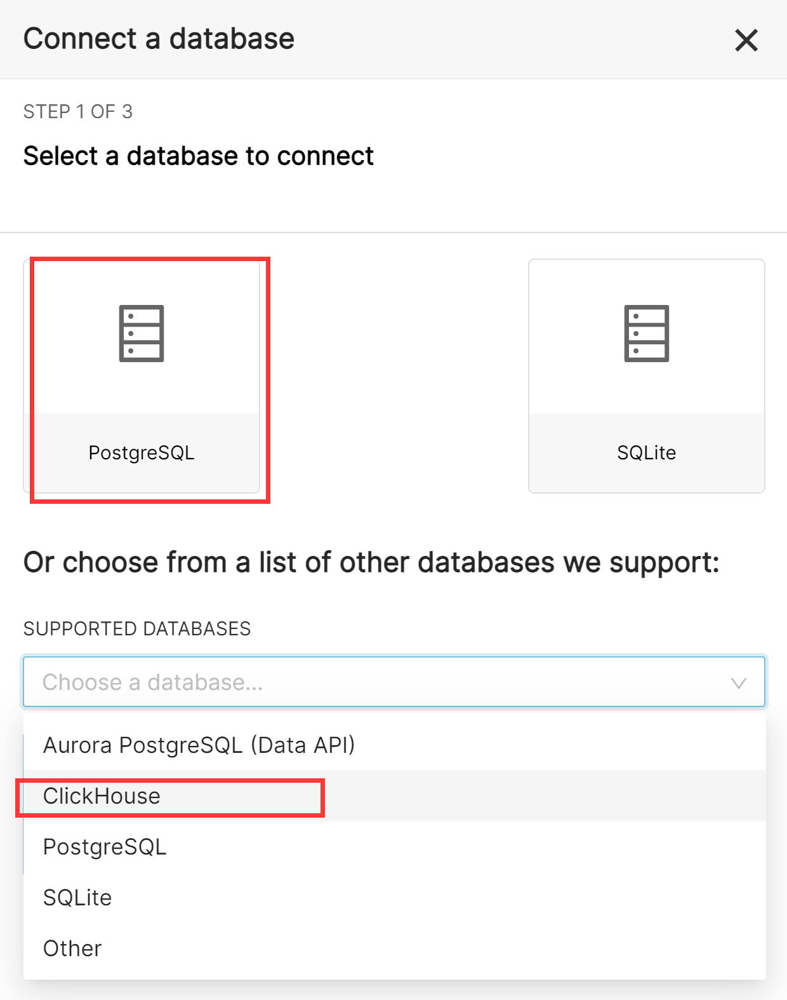 Connect a database
STEP 1 OF 3
Select a database to connect
PostgreSQL
SQLite
Or choose from a list of other databases we support:
SUPPORTED DATABASES
Choose a database...
Aurora PostgreSQL (Data API)
ClickHouse
PostgreSQL
SQLite
Other